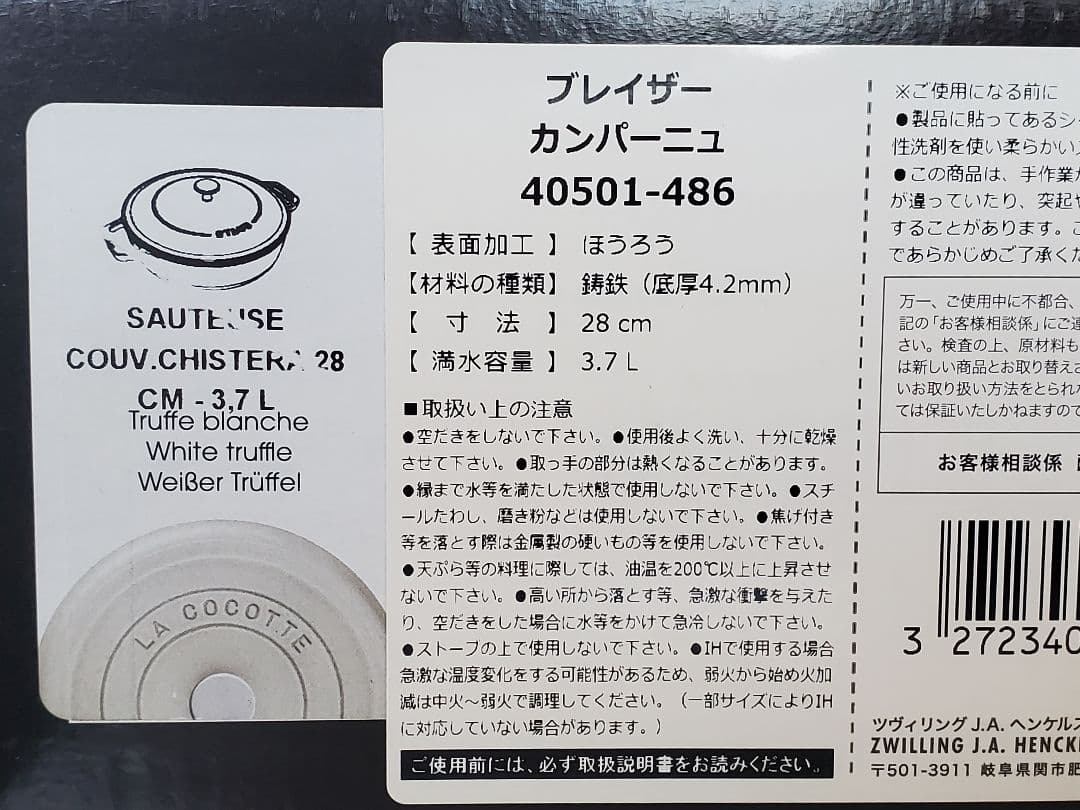 SAUTEUSE
COUV.CHISTERA 28
CM - 3,7 L
Truffe blanche
White truffle
Weißer Trüffel
LA COCOTTE
ブレイザー
カンパーニュ
40501-486
【 表面加工 】 ほうろう
【材料の種類】 鋳鉄（底厚4.2mm）
【 寸 法 】 28 cm
【 満水容量 】 3.7 L
■取扱い上の注意
●空だきをしないで下さい。●使用後よく洗い、十分に乾燥
させて下さい。●取っ手の部分は熱くなることがあります。
●縁まで水等を満たした状態で使用しないで下さい。●スチ
ールたわし、磨き粉などは使用しないで下さい。●焦げ付き
等を落とす際は金属製の硬いもの等を使用しないで下さい。
●天ぷら等の料理に際しては、油温を200℃以上に上昇させ
ないで下さい。●高い所から落とす等、急激な衝撃を与えた
り、空だきをした場合に水等をかけて急冷しないで下さい。
●ストーブの上で使用しないで下さい。●IHで使用する場合
急激な温度変化をする可能性があるため、弱火から始め火加
減は中火～弱火で調理してください。（一部サイズによりIH
に対応していない場合があります。）
ご使用前には、必ず取扱説明書をお読みください。
※ご使用になる前に
●製品に貼ってあるシ
性洗剤を使い柔らかい
●この商品は、手作業
が違っていたり、突起
することがあります。こ
であらかじめご了承くだ
万一、ご使用中に不都合、
記の「お客様相談係」にご連
さい。検査の上、原材料も
は新しい商品とお取り替えさ
いお取り扱い方法をとられ
ては保証いたしかねますので
お客様相談係
3 272340
ツヴィリング J.A. ヘンケルス
ZWILLING J.A. HENCK
〒501-3911 岐阜県関市肥